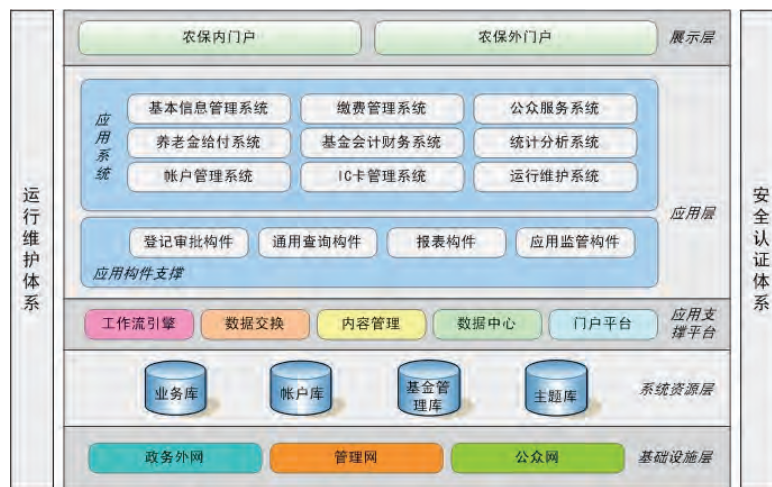 运行维护体系
农保内门户
农保外门户
展示层
应用系统
基本信息管理系统
缴费管理系统
公众服务系统
养老金给付系统
基金会计财务系统
统计分析系统
帐户管理系统
IC卡管理系统
运行维护系统
应用层
登记审批构件
通用查询构件
报表构件
应用监管构件
应用构件支撑
工作流引擎
数据交换
内容管理
数据中心
门户平台
应用支
撑平台
业务库
帐户库
基金管
理库
主题库
系统资源层
政务外网
管理网
公众网
基础设施层
安全认证体系